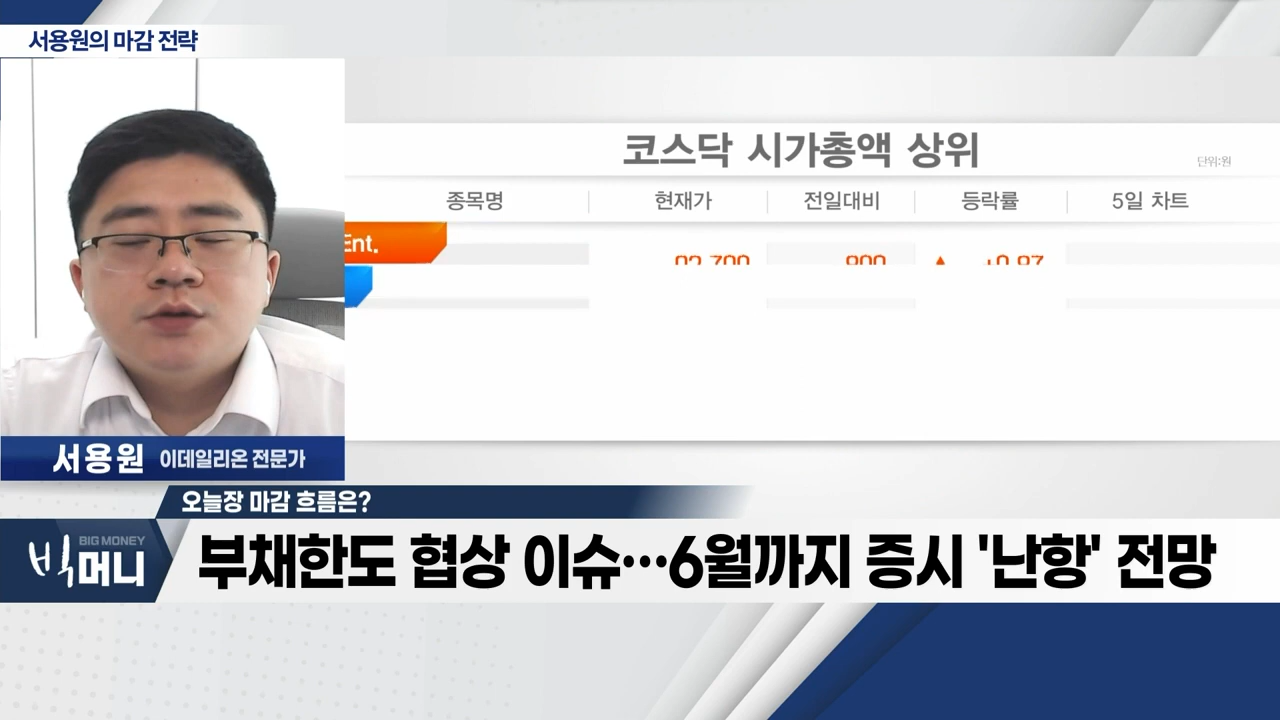 서용원의 마감 전략
코스닥 시가총액 상위
단위:원
종목명 현재가 전일대비 등락률 5일 차트
Ent.
서용원 이데일리온 전문가
오늘장 마감 흐름은?
BIG MONEY
빅머니
부채한도 협상 이슈…6월까지 증시 '난항' 전망